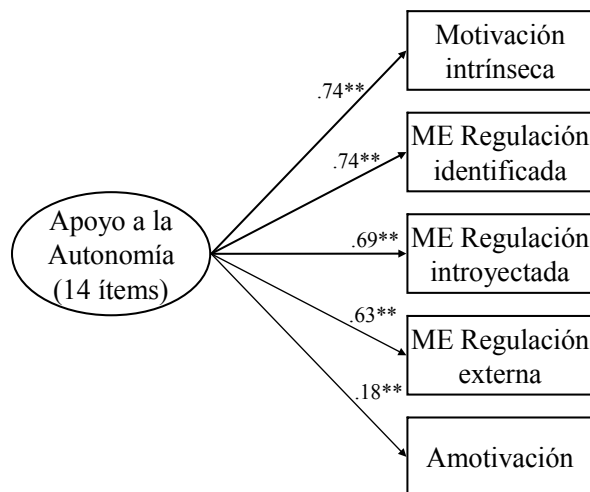 Motivación
intrínseca
.74**
ME Regulación
identificada
.74**
Apoyo a la
Autonomía
(14 ítems)
.69**
ME Regulación
introyectada
.63**
ME Regulación
externa
.18**
Amotivación